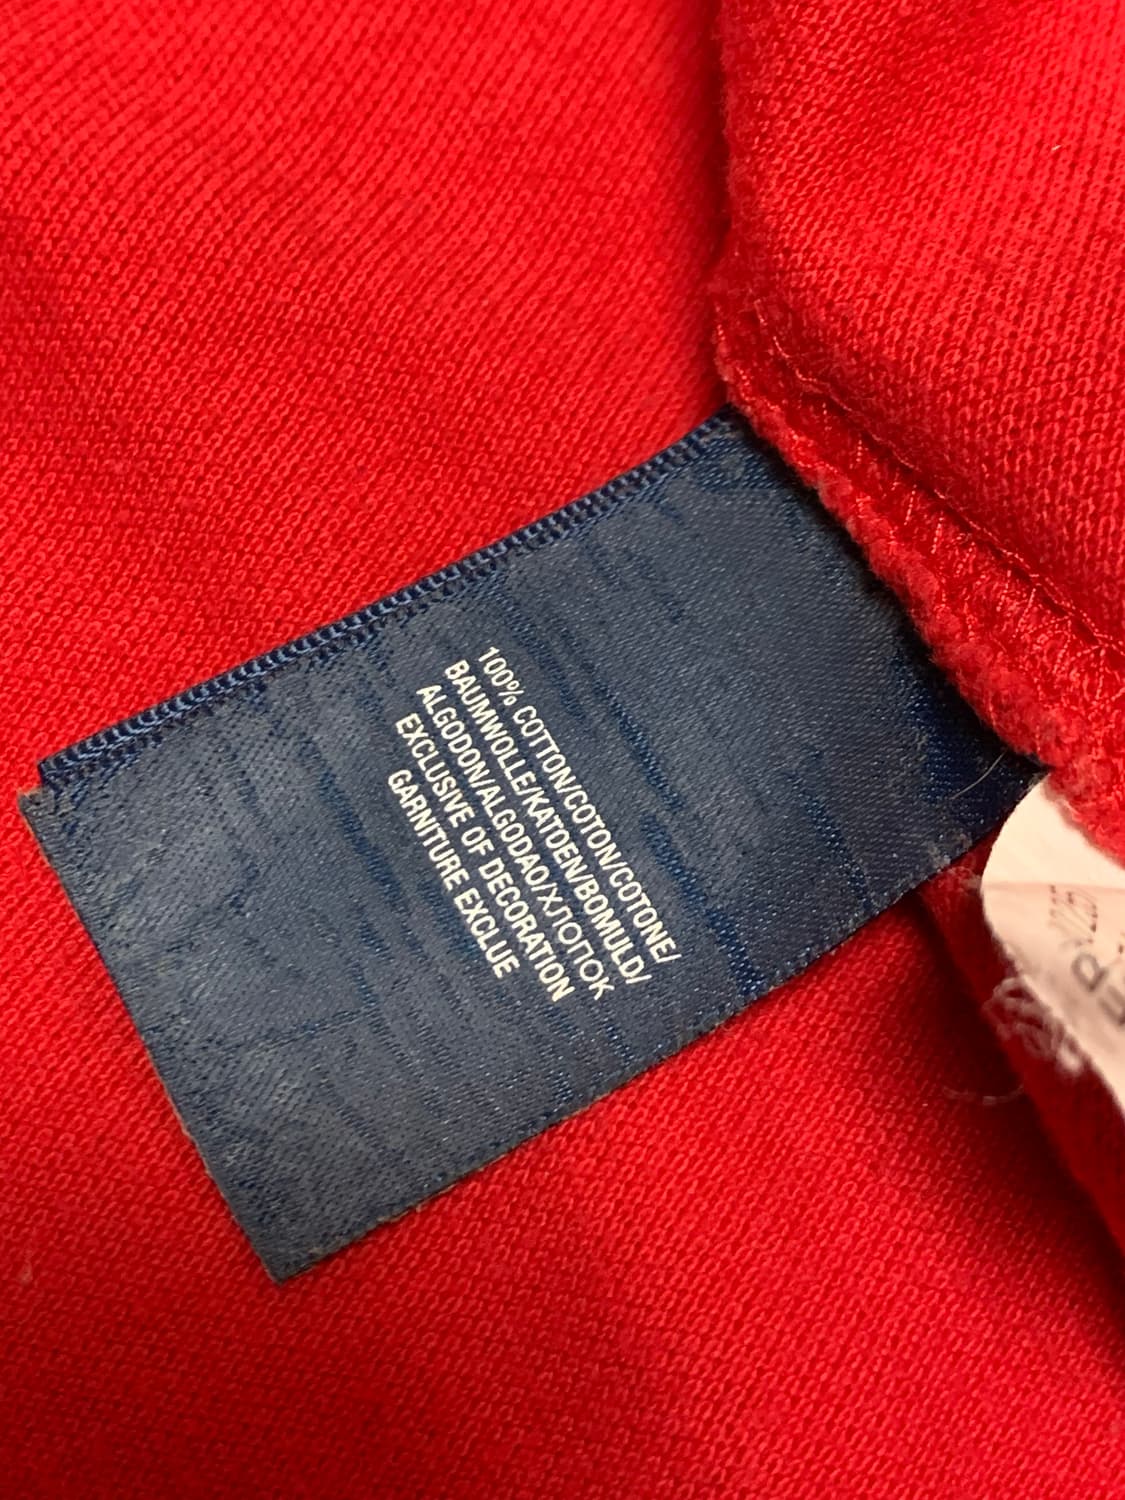 100% COTTON/COTON/COTONE/
BAUMWOLLE/KATOEN/BOMULD/
ALGODON/ALGODAO/ХЛОПОК
EXCLUSIVE OF DECORATION
GARNITURE EXCLUE